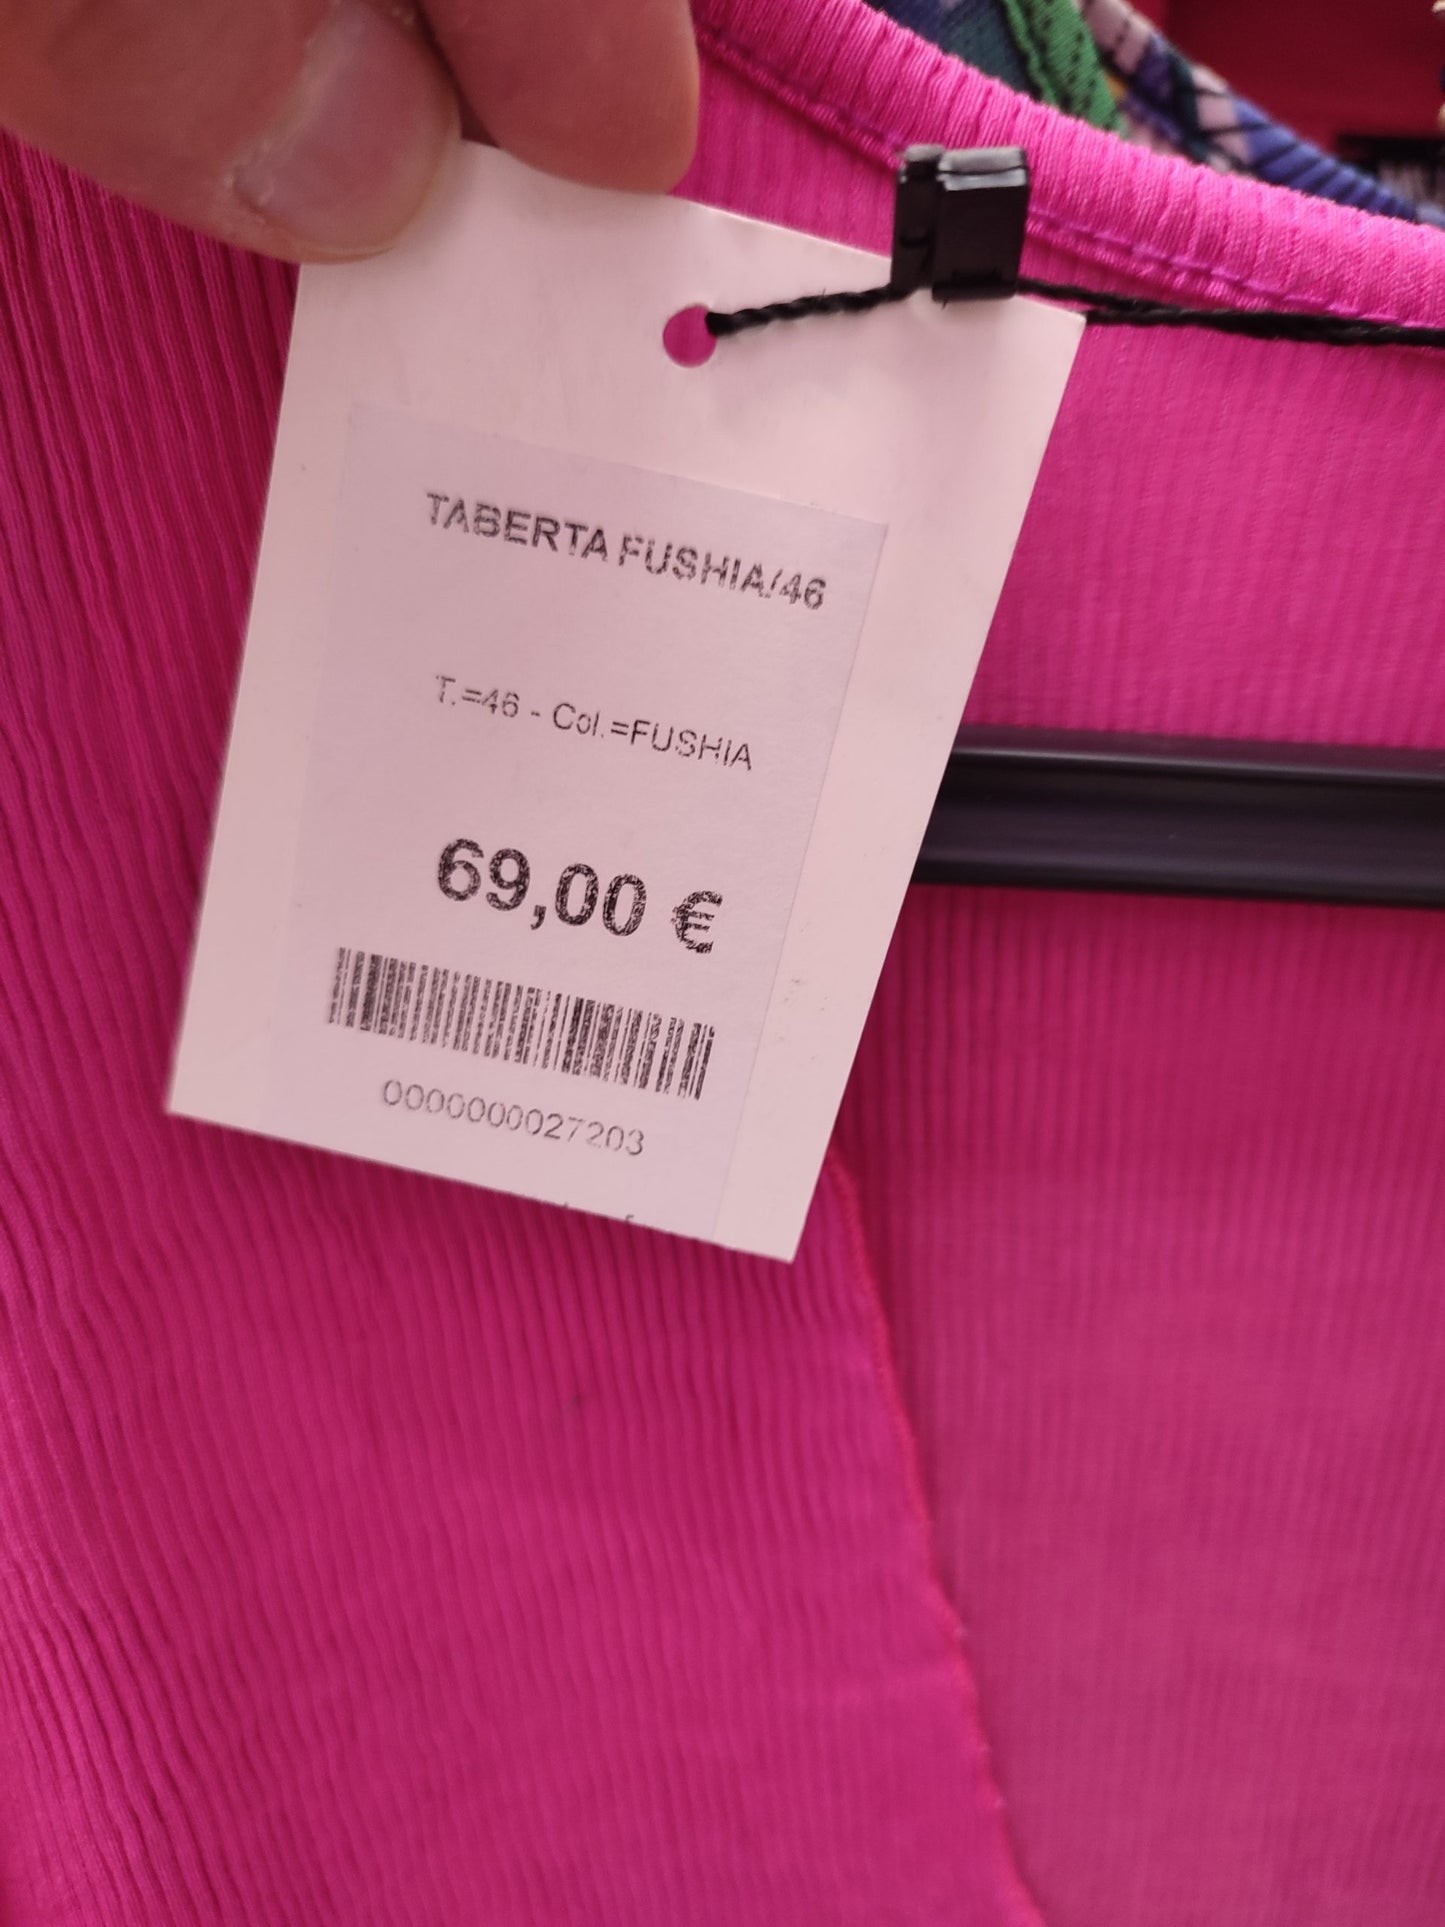 TABERTA FUSHIA/46
T.=46 - Col.=FUSHIA
69,00 €
0000000027203